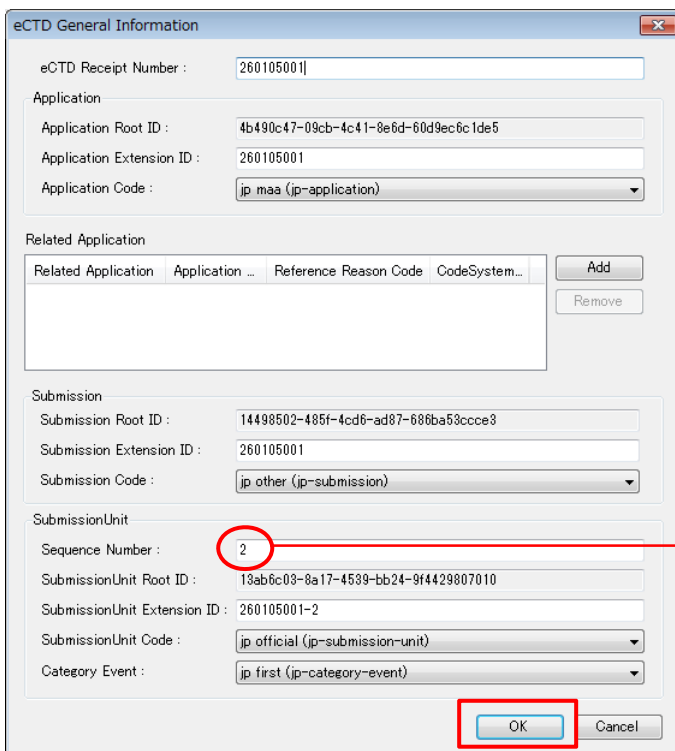 eCTD General Information
eCTD Receipt Number : 260105001
Application
Application Root ID : 4b490c47-09cb-4c41-8e6d-60d9ec6c1de5
Application Extension ID : 260105001
Application Code : jp maa (jp-application)
Related Application
Related Application Application ... Reference Reason Code CodeSystem...
Add
Remove
Submission
Submission Root ID : 14498502-485f-4cd6-ad87-686ba53ccce3
Submission Extension ID : 260105001
Submission Code : jp other (jp-submission)
SubmissionUnit
Sequence Number : 2
SubmissionUnit Root ID : 13ab6c03-8a17-4539-bb24-9f4429807010
SubmissionUnit Extension ID : 260105001-2
SubmissionUnit Code : jp official (jp-submission-unit)
Category Event : jp first (jp-category-event)
OK Cancel